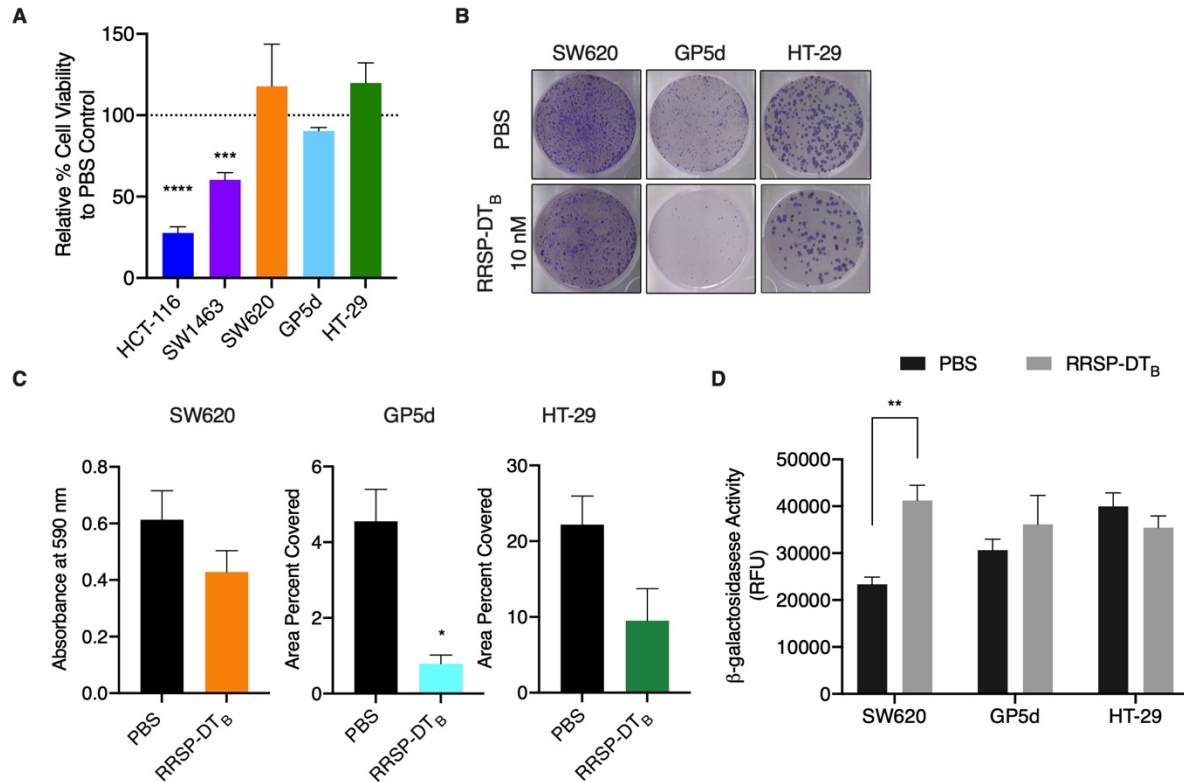 A
Relative % Cell Viability
to PBS Control
150
100
50
0
****
***
HCT-116
SW1463
SW620
GP5d
HT-29
B
SW620 GP5d HT-29
PBS
RRSP-DTB
10 nM
C
SW620
Absorbance at 590 nm
0.8
0.6
0.4
0.2
0.0
PBS
RRSP-DTB
GP5d
Area Percent Covered
6
4
2
0
*
PBS
RRSP-DTB
HT-29
Area Percent Covered
30
20
10
0
PBS
RRSP-DTB
D
PBS RRSP-DTB
**
β-galactosidasese Activity
(RFU)
50000
40000
30000
20000
10000
0
SW620 GP5d HT-29